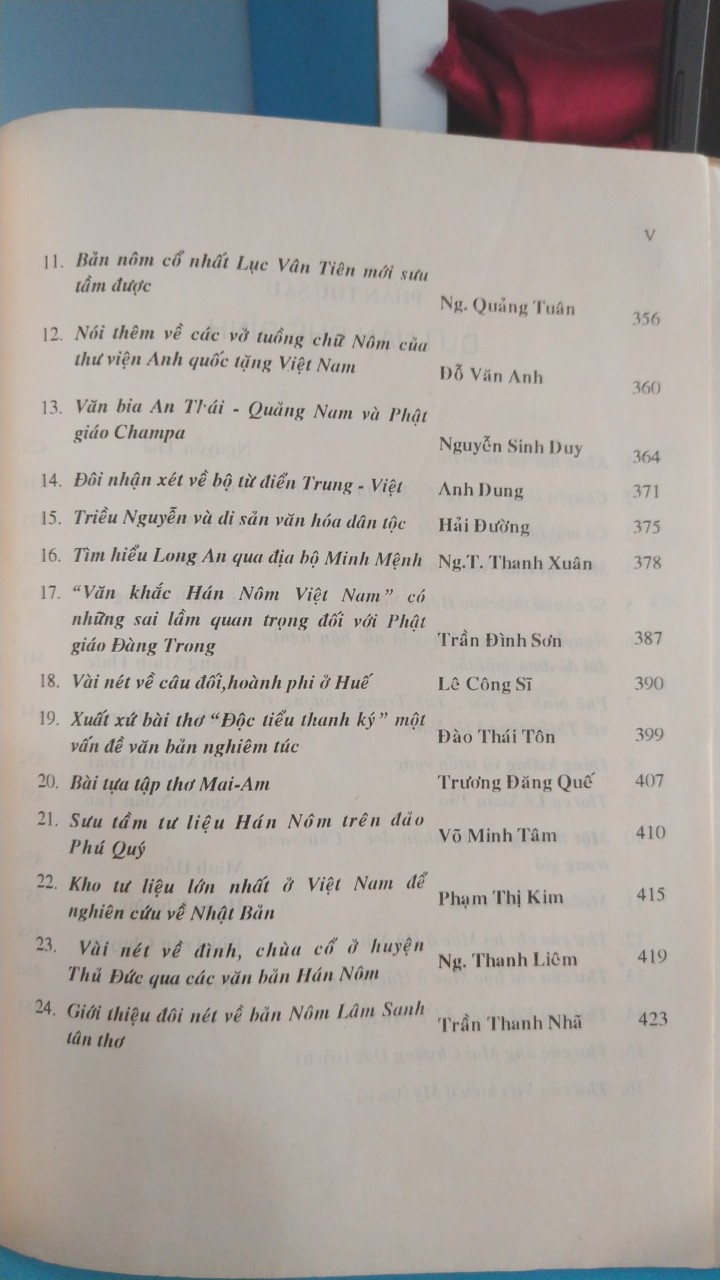 V
11. Bản nôm cổ nhất Lục Vân Tiên mới sưu
tầm được Ng. Quảng Tuân 356
12. Nói thêm về các vở tuồng chữ Nôm của
thư viện Anh quốc tặng Việt Nam Đỗ Văn Anh 360
13. Văn bia An Thái - Quảng Nam và Phật
giáo Champa Nguyễn Sinh Duy 364
14. Đôi nhận xét về bộ từ điển Trung - Việt Anh Dung 371
15. Triều Nguyễn và di sản văn hóa dân tộc Hải Đường 375
16. Tìm hiểu Long An qua địa bộ Minh Mệnh Ng.T. Thanh Xuân 378
17. “Văn khắc Hán Nôm Việt Nam” có
những sai lầm quan trọng đối với Phật
giáo Đàng Trong Trần Đình Sơn 387
18. Vài nét về câu đối,hoành phi ở Huế Lê Công Sĩ 390
19. Xuất xứ bài thơ “Độc tiểu thanh ký” một
vấn đề văn bản nghiêm túc Đào Thái Tôn 399
20. Bài tựa tập thơ Mai-Am Trương Đăng Quế 407
21. Sưu tầm tư liệu Hán Nôm trên đảo
Phú Quý Võ Minh Tâm 410
22. Kho tư liệu lớn nhất ở Việt Nam để
nghiên cứu về Nhật Bản Phạm Thị Kim 415
23. Vài nét về đình, chùa cổ ở huyện
Thủ Đức qua các văn bản Hán Nôm Ng. Thanh Liêm 419
24. Giới thiệu đôi nét về bản Nôm Lâm Sanh
tân thơ Trần Thanh Nhã 423